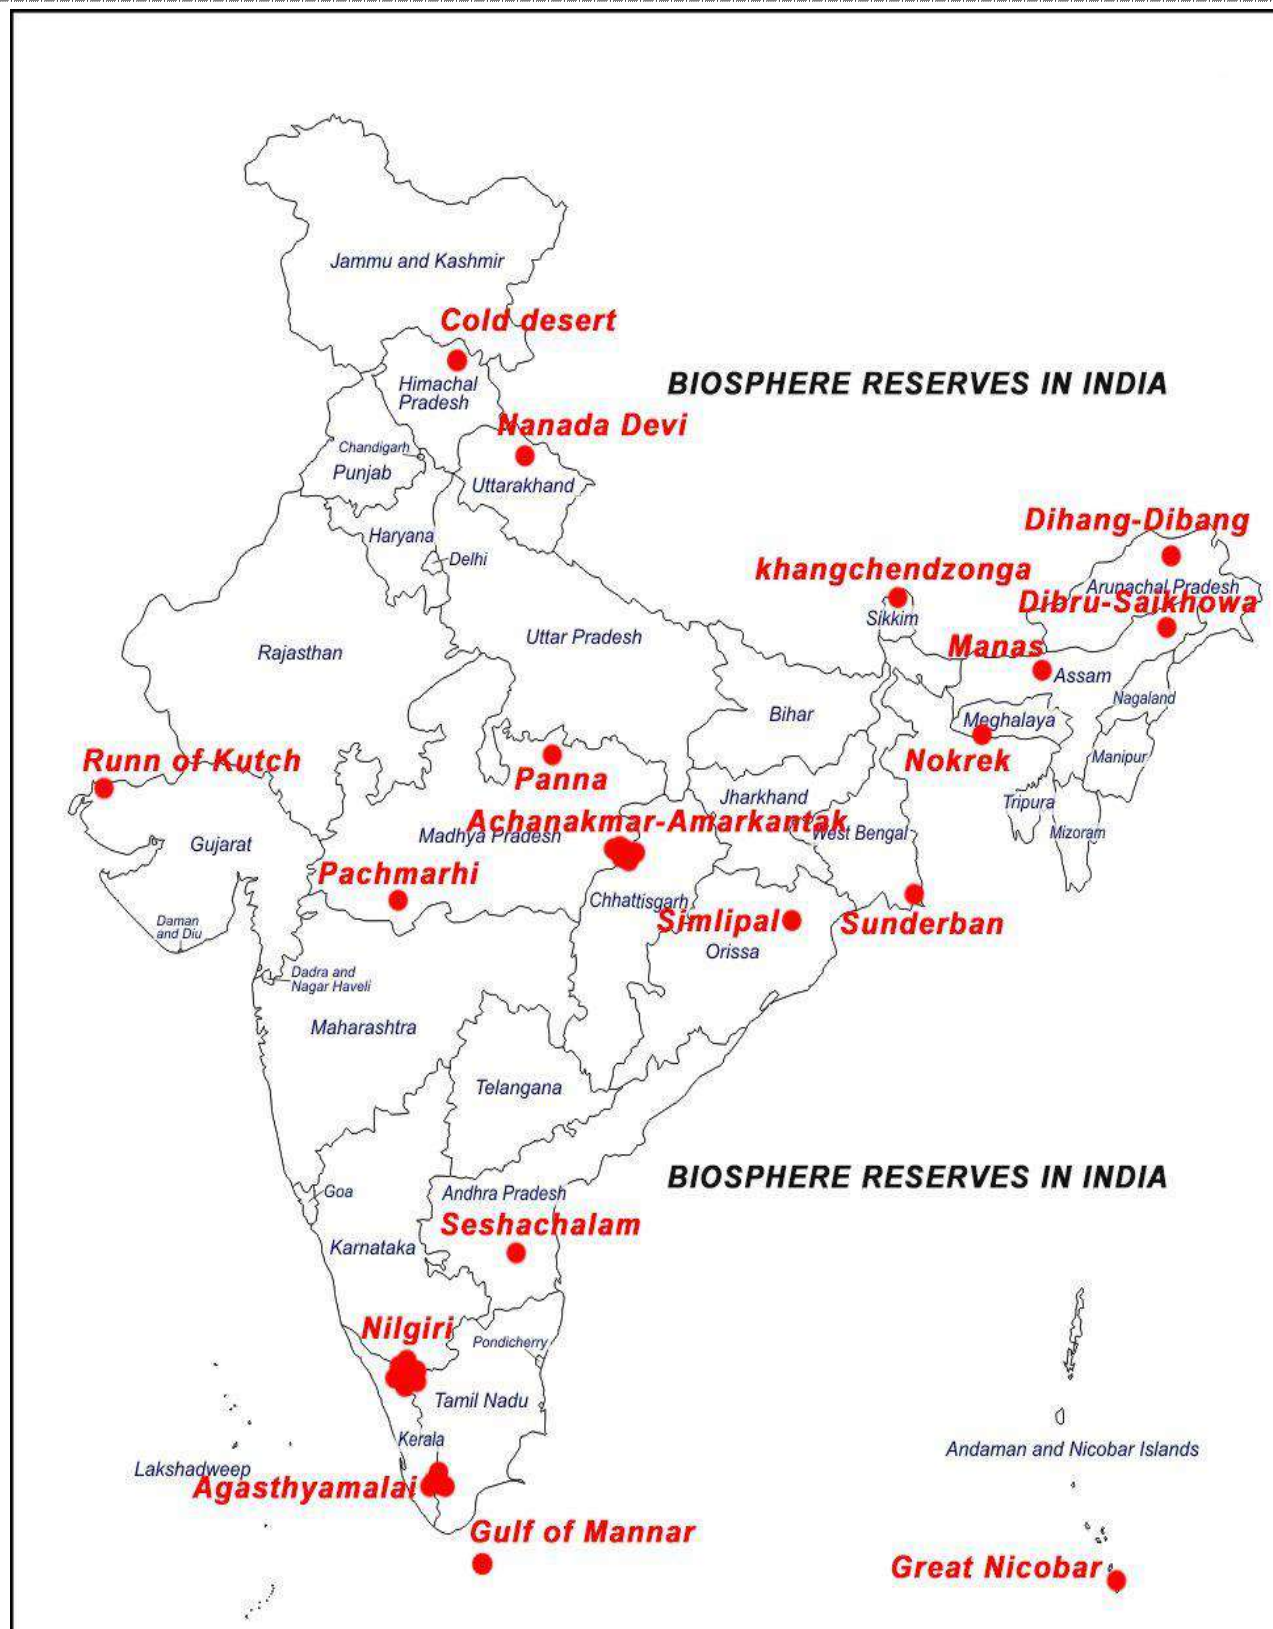 Jammu and Kashmir
Cold desert
Himachal
Pradesh
BIOSPHERE RESERVES IN INDIA
Nanada Devi
Chandigarh
Punjab
Uttarakhand
Dihang-Dibang
Haryana
Delhi
khangchendzonga
Arunachal Pradesh
Dibru-Saikhowa
Sikkim
Uttar Pradesh
Manas
Rajasthan
Assam
Nagaland
Bihar
Meghalaya
Runn of Kutch
Nokrek
Manipur
Panna
Jharkhand
Tripura
Achanakmar-Amarkantak
Madhya Pradesh
West Bengal
Mizoram
Gujarat
Pachmarhi
Chhattisgarh
Simlipal
Sunderban
Daman
and Diu
Orissa
Dadra and
Nagar Haveli
Maharashtra
Telangana
BIOSPHERE RESERVES IN INDIA
Goa
Andhra Pradesh
Seshachalam
Karnataka
Nilgiri
Pondicherry
Tamil Nadu
Kerala
Andaman and Nicobar Islands
Lakshadweep
Agasthyamalai
Gulf of Mannar
Great Nicobar